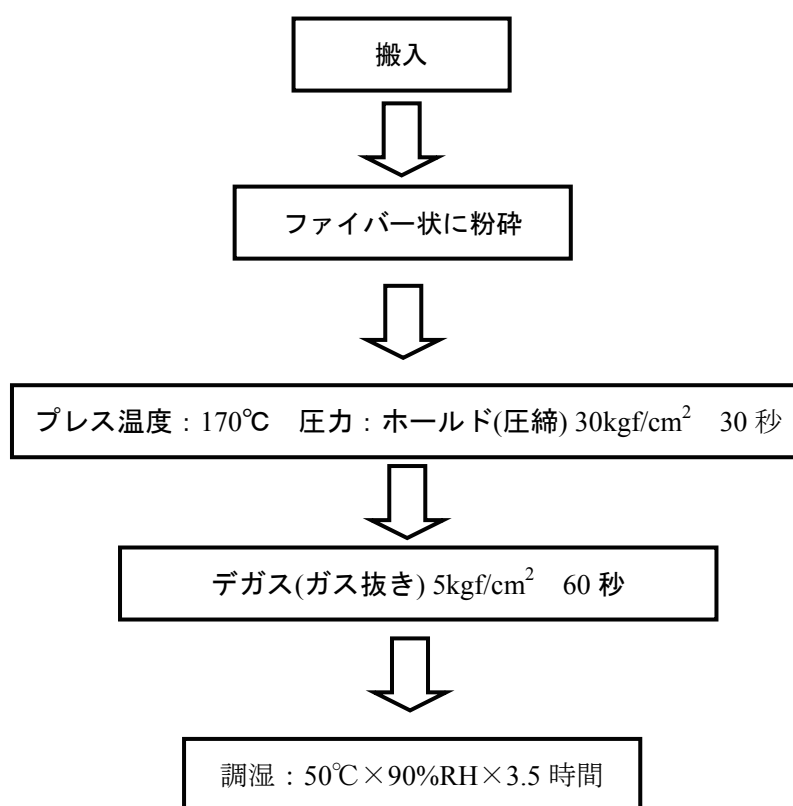 搬入
ファイバー状に粉砕
プレス温度：170℃　圧力：ホールド(圧締) 30kgf/cm²　30 秒
デガス(ガス抜き) 5kgf/cm²　60 秒
調湿：50℃×90%RH×3.5 時間